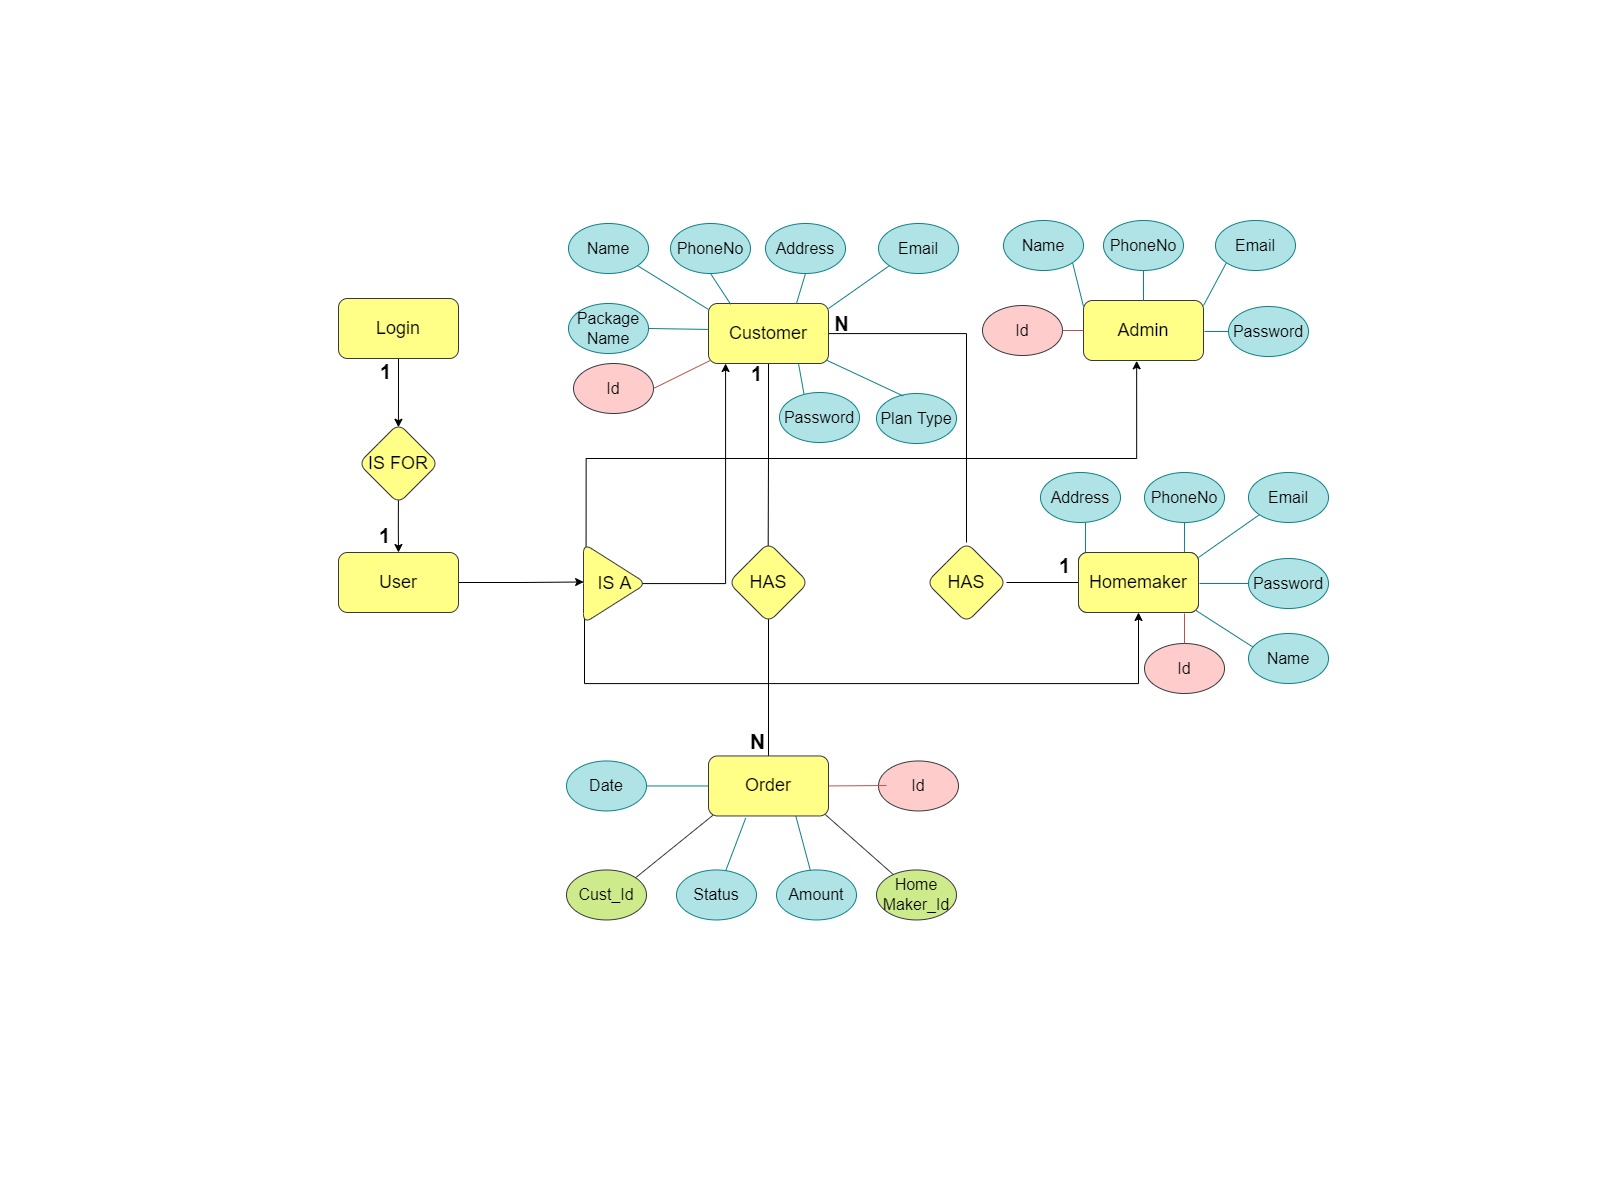 Name
PhoneNo
Address
Email
Name
PhoneNo
Email
Login
Package
Name
Customer
N
Id
Admin
Password
1
1
Id
Password
Plan Type
IS FOR
Address
PhoneNo
Email
1
User
IS A
HAS
HAS
1
Homemaker
Password
Id
Name
N
Date
Order
Id
Cust_Id
Status
Amount
Home
Maker_Id